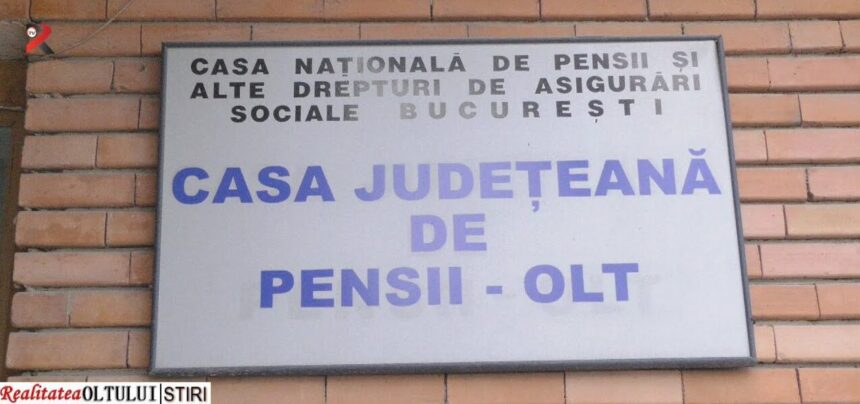 CASA NAȚIONALĂ DE PENSII ȘI
ALTE DREPTURI DE ASIGURĂRI
SOCIALE BUCUREȘTI
CASA JUDEȚEANĂ
DE
PENSII - OLT
RealitateaOLTULUI|STIRI